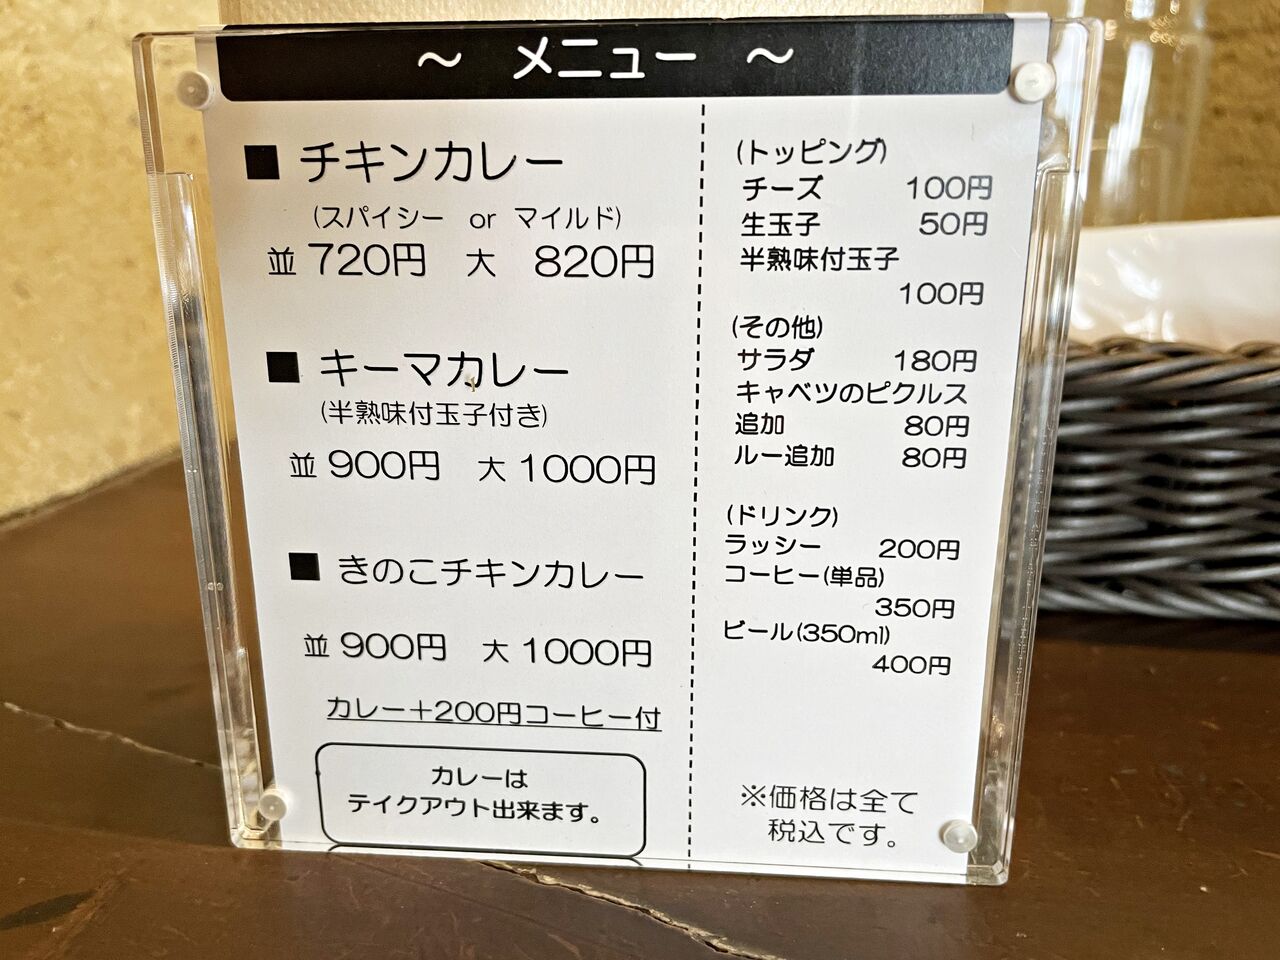 ～ メニュー ～
■ チキンカレー
(スパイシー or マイルド)
並 720円 大 820円
■ キーマカレー
(半熟味付玉子付き)
並 900円 大 1000円
■ きのこチキンカレー
並 900円 大 1000円
カレー＋200円コーヒー付
カレーは
テイクアウト出来ます。
(トッピング)
チーズ 100円
生玉子 50円
半熟味付玉子
100円
(その他)
サラダ 180円
キャベツのピクルス
追加 80円
ルー追加 80円
(ドリンク)
ラッシー 200円
コーヒー(単品)
350円
ビール(350ml)
400円
※価格は全て
税込です。